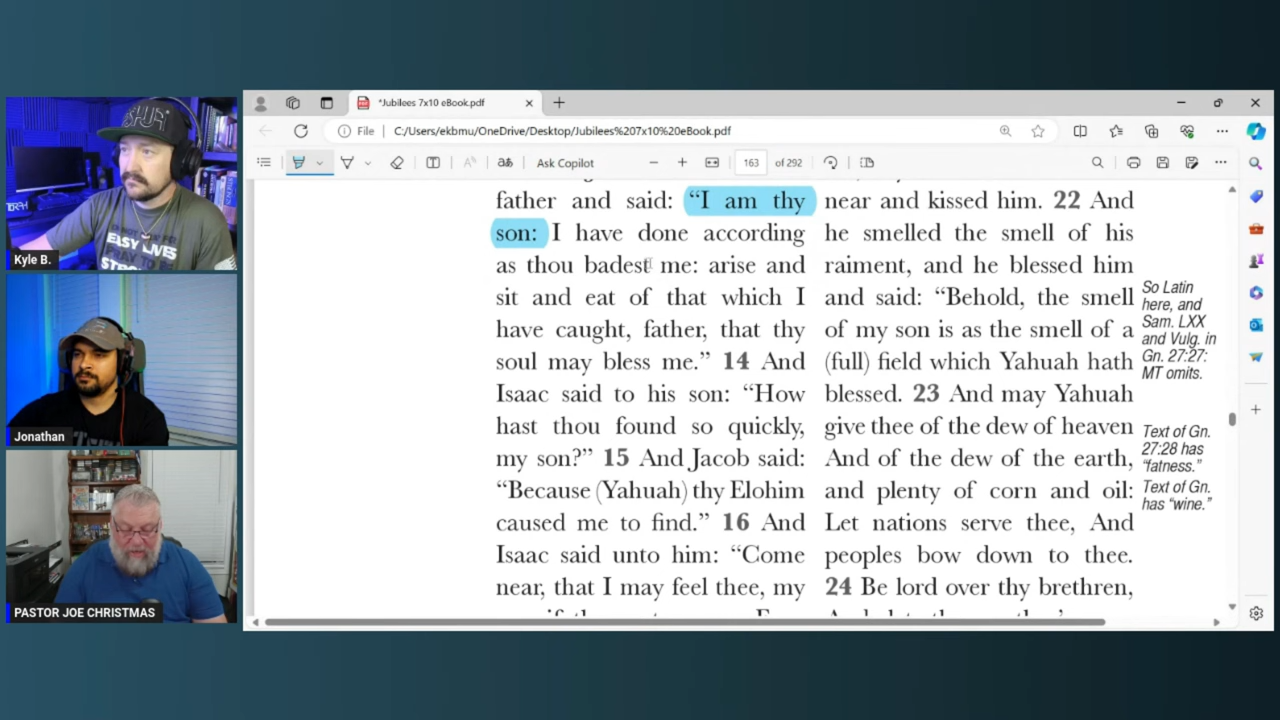 EASY LIVES
Kyle B.
Jonathan
PASTOR JOE CHRISTMAS
*Jubilees 7x10 eBook.pdf
File
C:/Users/ekbmu/OneDrive/Desktop/Jubilees%207x10%20eBook.pdf
Ask Copilot
163 of 292
father and said: “I am thy
son: I have done according
as thou badest me: arise and
sit and eat of that which I
have caught, father, that thy
soul may bless me.” 14 And
Isaac said to his son: “How
hast thou found so quickly,
my son?” 15 And Jacob said:
“Because (Yahuah) thy Elohim
caused me to find.” 16 And
Isaac said unto him: “Come
near, that I may feel thee, my
near and kissed him. 22 And
he smelled the smell of his
raiment, and he blessed him
and said: “Behold, the smell
of my son is as the smell of a
(full) field which Yahuah hath
blessed. 23 And may Yahuah
give thee of the dew of heaven
And of the dew of the earth,
and plenty of corn and oil:
Let nations serve thee, And
peoples bow down to thee.
24 Be lord over thy brethren,
So Latin
here, and
Sam. LXX
and Vulg. in
Gn. 27:27:
MT omits.
Text of Gn.
27:28 has
“fatness.”
Text of Gn.
has “wine.”